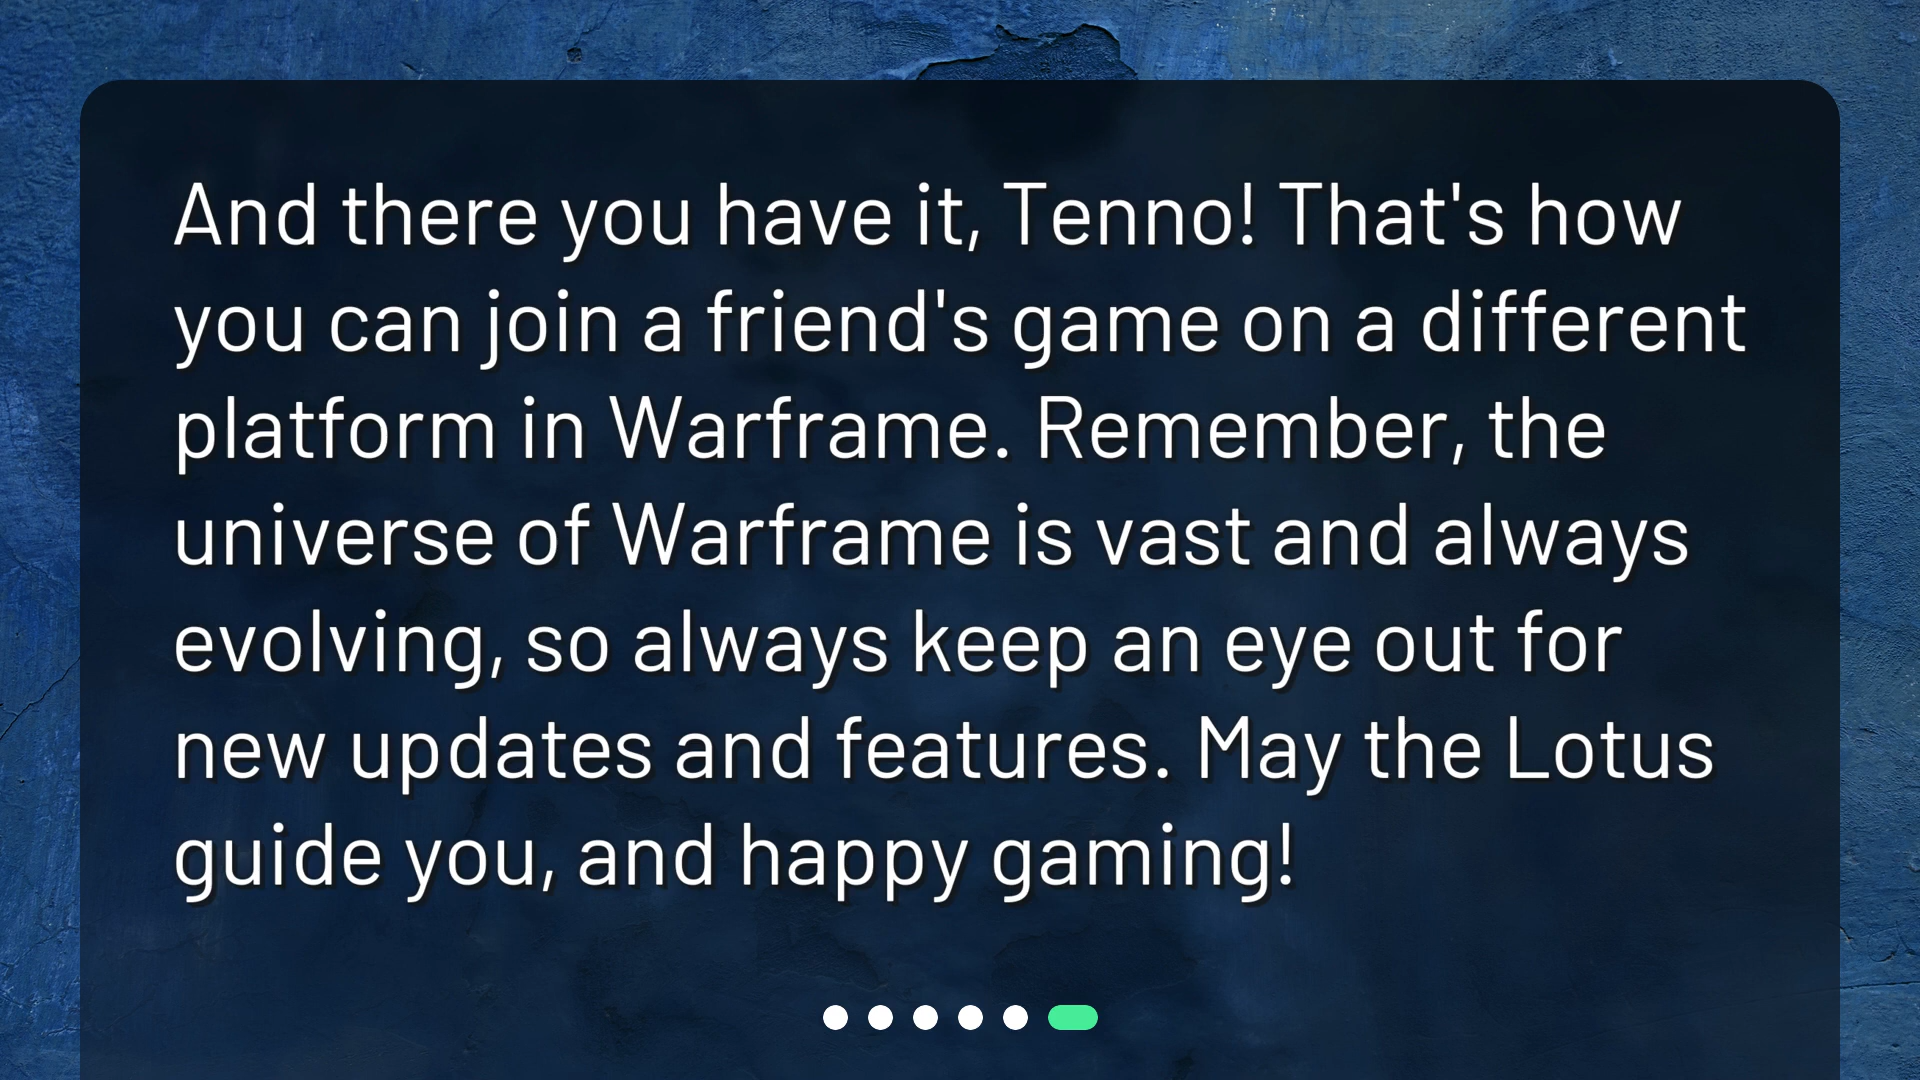 And there you have it, Tenno! That's how
you can join a friend's game on a different
platform in Warframe. Remember, the
universe of Warframe is vast and always
evolving, so always keep an eye out for
new updates and features. May the Lotus
guide you, and happy gaming!